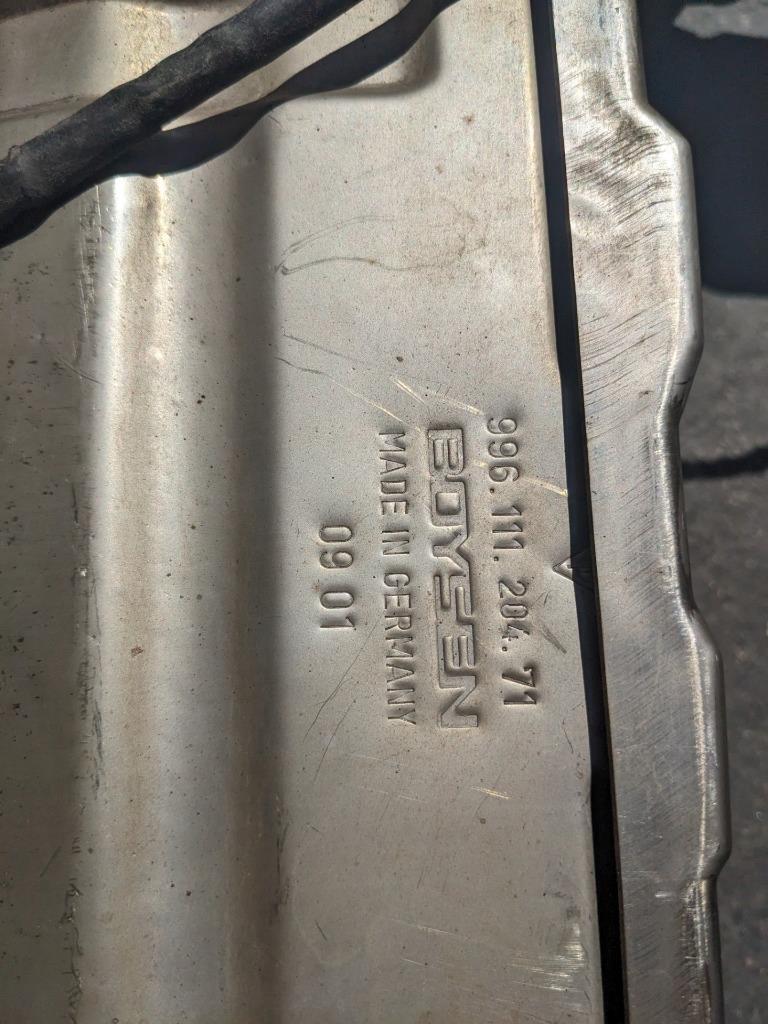 996.111.204.71
BOYSEN
MADE IN GERMANY
09 01